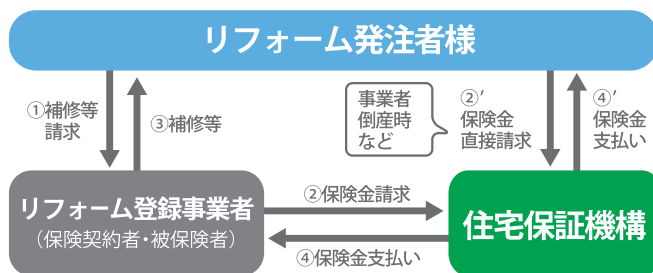 リフォーム発注者様
①補修等
請求
③補修等
事業者
倒産時
など
②′
保険金
直接請求
④′
保険金
支払い
リフォーム登録事業者
（保険契約者・被保険者）
②保険金請求
④保険金支払い
住宅保証機構